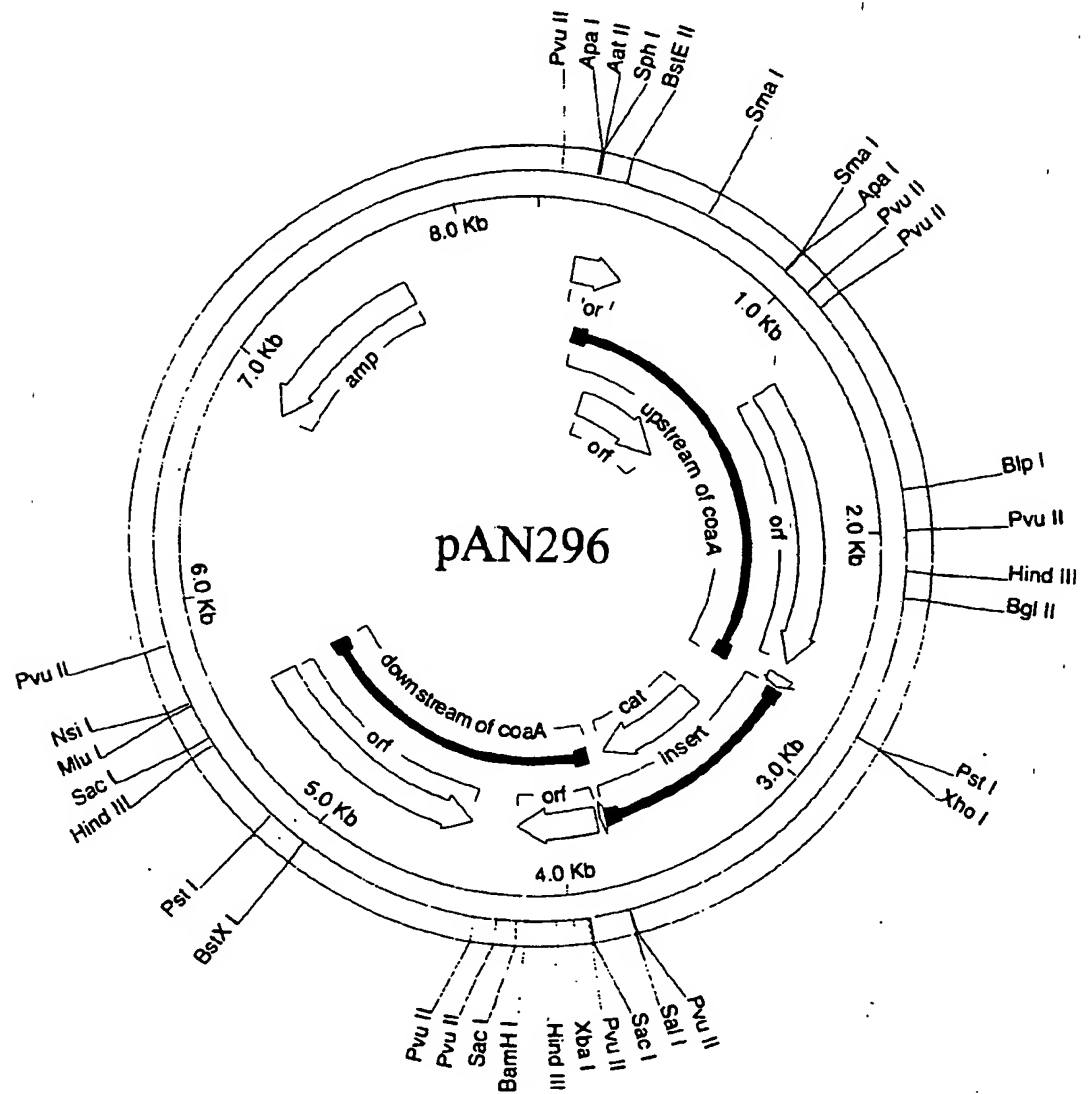 Pvu II
Apa I
Aat II
Sph I
BstE II
Sma I
Sma I
Apa I
Pvu II
Pvu II
8.0 Kb
1.0 Kb
7.0 Kb
amp
'or '
upstream of coaA
orf
orf
Blp I
2.0 Kb
Pvu II
pAN296
Hind III
Bgl II
6.0 Kb
Pvu II
Nsi I
Mlu I
Sac I
Hind III
downstream of coaA
cat
insert
orf
orf
3.0 Kb
Pst I
Xho I
5.0 Kb
4.0 Kb
Pst I
BstX I
Pvu II
Pvu II
Sac I
BamH I
Hind III
Xba I
Pvu II
Sac I
Sal I
Pvu II